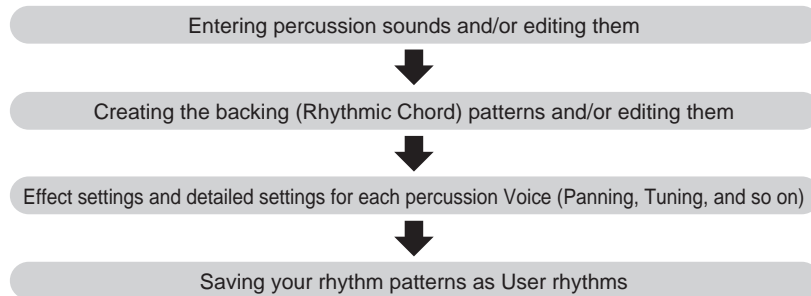 Entering percussion sounds and/or editing them
Creating the backing (Rhythmic Chord) patterns and/or editing them
Effect settings and detailed settings for each percussion Voice (Panning, Tuning, and so on)
Saving your rhythm patterns as User rhythms